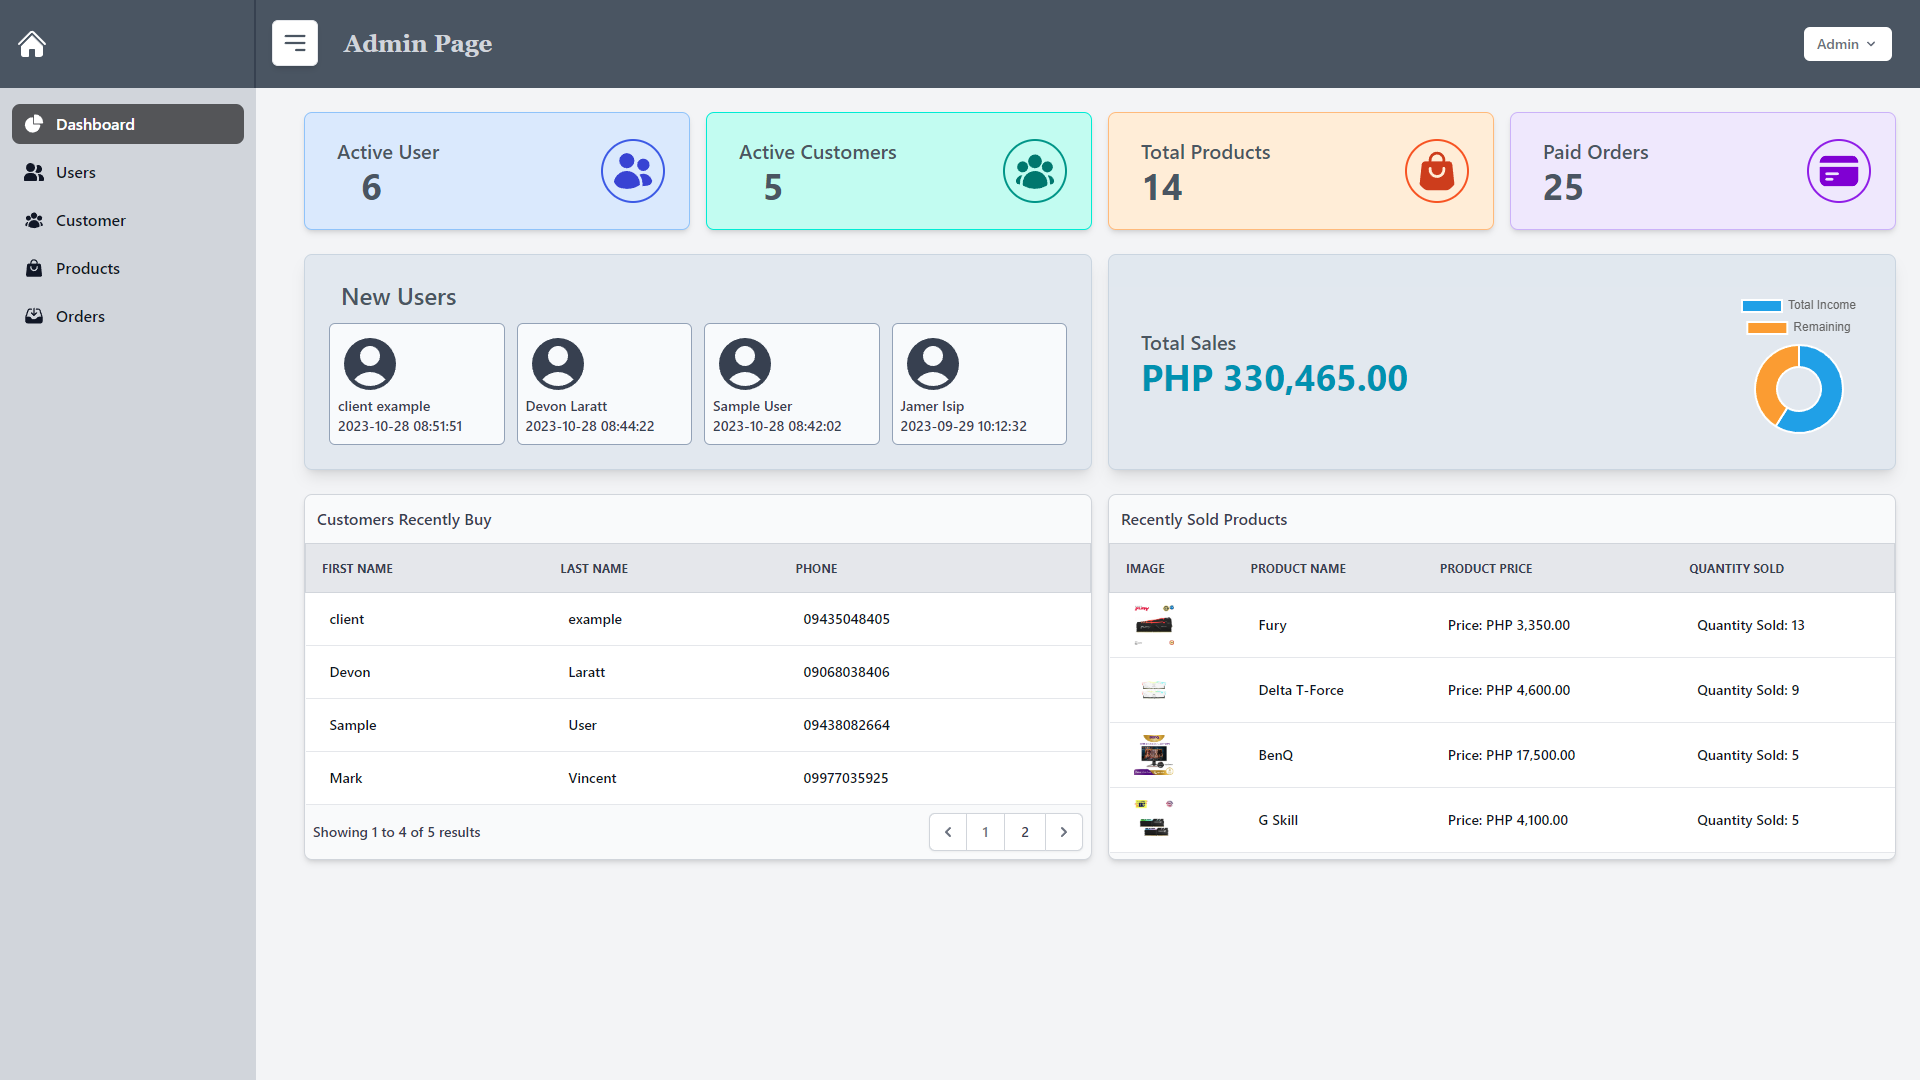 Admin Page
Admin
Dashboard
Users
Customer
Products
Orders
Active User
6
Active Customers
5
Total Products
14
Paid Orders
25
New Users
client example
2023-10-28 08:51:51
Devon Laratt
2023-10-28 08:44:22
Sample User
2023-10-28 08:42:02
Jamer Isip
2023-09-29 10:12:32
Total Sales
PHP 330,465.00
Total Income
Remaining
Customers Recently Buy
FIRST NAME LAST NAME PHONE
client example 09435048405
Devon Laratt 09068038406
Sample User 09438082664
Mark Vincent 09977035925
Showing 1 to 4 of 5 results
1 2
Recently Sold Products
IMAGE PRODUCT NAME PRODUCT PRICE QUANTITY SOLD
Fury Price: PHP 3,350.00 Quantity Sold: 13
Delta T-Force Price: PHP 4,600.00 Quantity Sold: 9
BenQ Price: PHP 17,500.00 Quantity Sold: 5
G Skill Price: PHP 4,100.00 Quantity Sold: 5